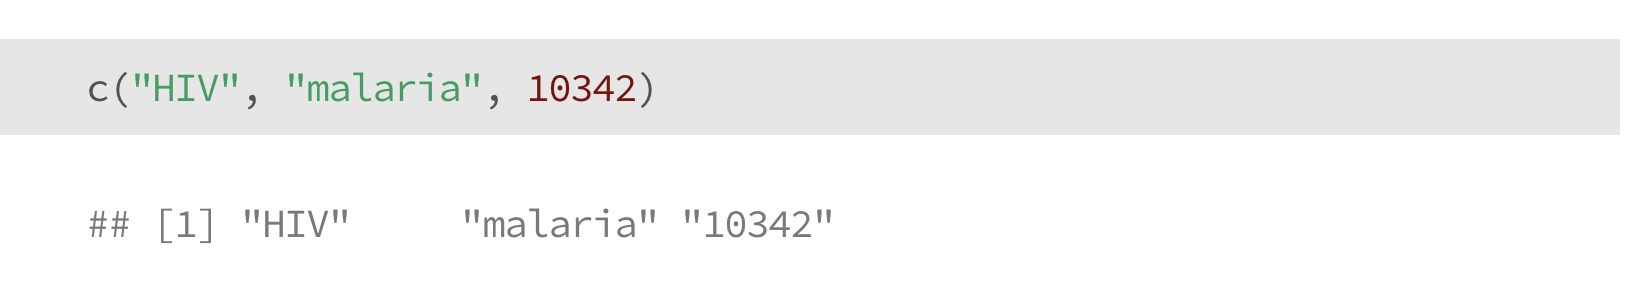 c("HIV", "malaria", 10342)
## [1] "HIV"     "malaria" "10342"